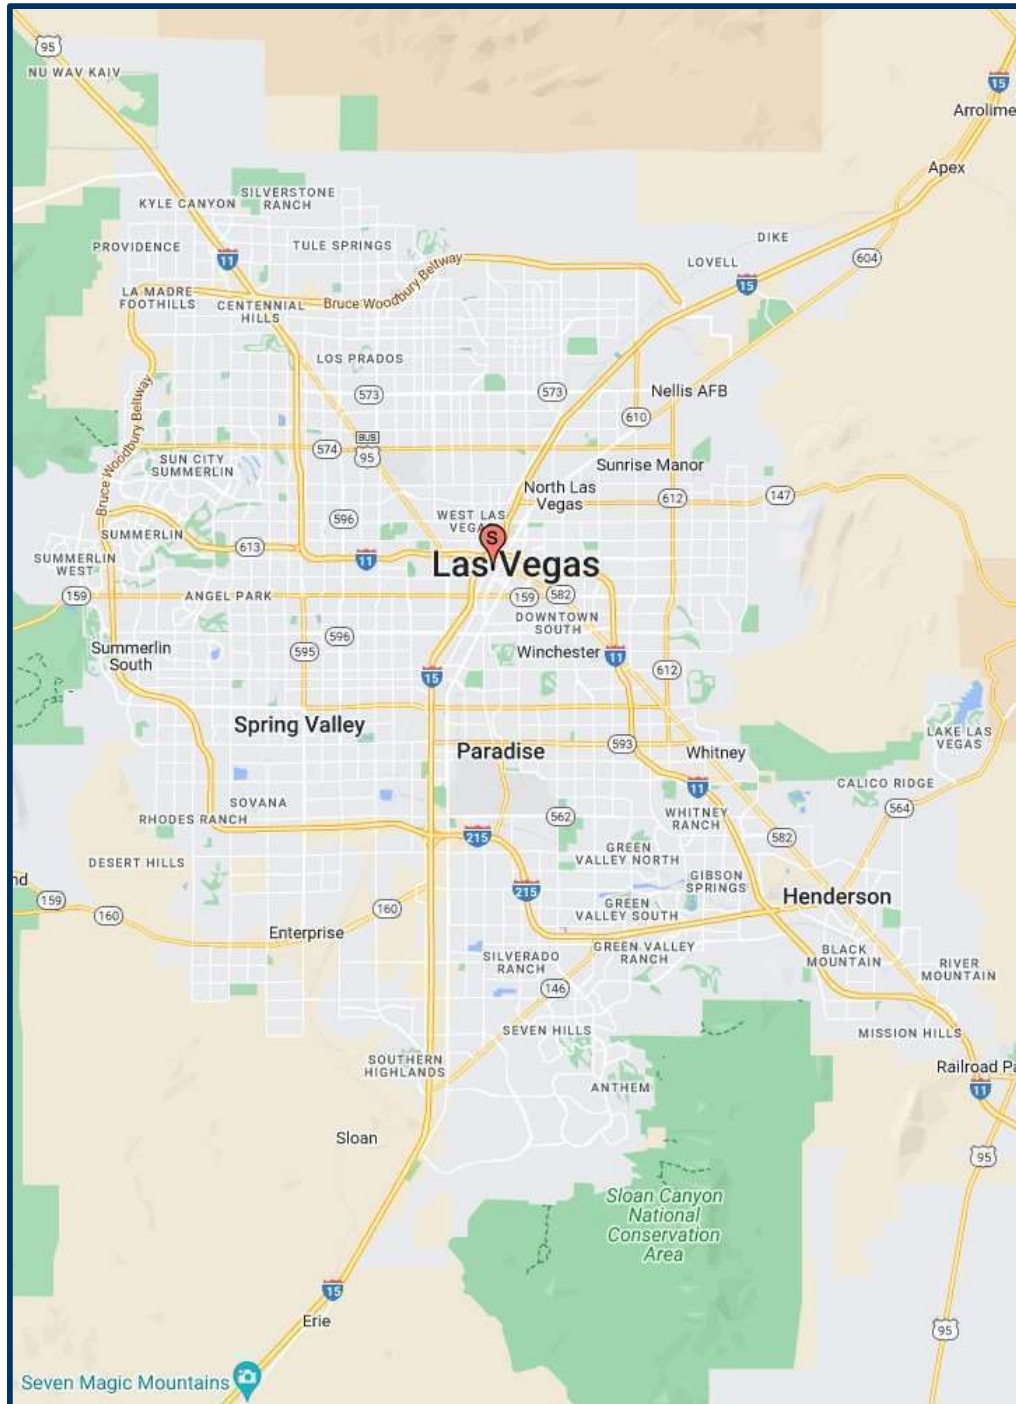 95
NU WAV KAIV
15
Arrolime
Apex
SILVERSTONE
RANCH
KYLE CANYON
DIKE
PROVIDENCE
TULE SPRINGS
11
604
LOVELL
Bruce Woodbury Beltway
15
LA MADRE
FOOTHILLS
CENTENNIAL
HILLS
Bruce Woodbury Beltway
LOS PRADOS
573
573
Nellis AFB
610
Bruce Woodbury Beltway
BUS
95
574
SUN CITY
SUMMERLIN
Sunrise Manor
North Las
Vegas
612
147
596
WEST LAS
SUMMERLIN
S
613
11
SUMMERLIN
WEST
Las Vegas
159
ANGEL PARK
159
582
DOWNTOWN
SOUTH
596
Summerlin
South
595
Winchester
11
612
15
Spring Valley
LAKE LAS
VEGAS
Paradise
593
Whitney
11
CALICO RIDGE
SOVANA
RHODES RANCH
562
WHITNEY
RANCH
564
215
582
DESERT HILLS
GREEN
VALLEY NORTH
GIBSON
SPRINGS
nd
215
Henderson
159
160
160
GREEN
VALLEY SOUTH
Enterprise
GREEN VALLEY
RANCH
SILVERADO
RANCH
BLACK
MOUNTAIN
RIVER
MOUNTAIN
146
SEVEN HILLS
MISSION HILLS
SOUTHERN
HIGHLANDS
Railroad Pa
ANTHEM
11
Sloan
95
Sloan Canyon
National
Conservation
Area
15
Erie
95
Seven Magic Mountains